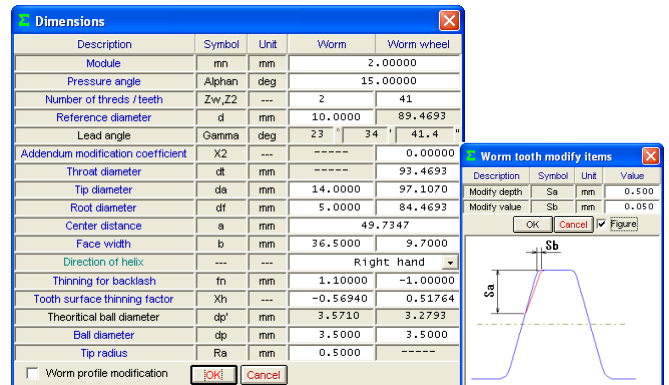 Dimensions
Description Symbol Unit Worm Worm wheel
Module mn mm 2.00000
Pressure angle Alphan deg 15.00000
Number of threds /teeth Zw,Z2 --- 2 41
Reference diameter d mm 10.0000 89.4693
Lead angle Gamma deg 23 ° 34 ' 41.4 "
Addendum modification coefficient X2 --- ----- 0.00000
Throat diameter dt mm ----- 93.4693
Tip diameter da mm 14.0000 97.1070
Root diameter df mm 5.0000 84.4693
Center distance a mm 49.7347
Face width b mm 36.5000 9.7000
Direction of helix --- --- Right hand
Thinning for backlash fn mm 1.10000 -1.00000
Tooth surface thinning factor Xh --- -0.56940 0.51764
Theoritical ball diameter dp' mm 3.5710 3.2793
Ball diameter dp mm 3.5000 3.5000
Tip radius Ra mm 0.5000 -----
Worm profile modification OK Cancel
Worm tooth modify items
Description Symbol Unit Value
Modify depth Sa mm 0.500
Modify value Sb mm 0.050
OK Cancel Figure
Sb
Sa